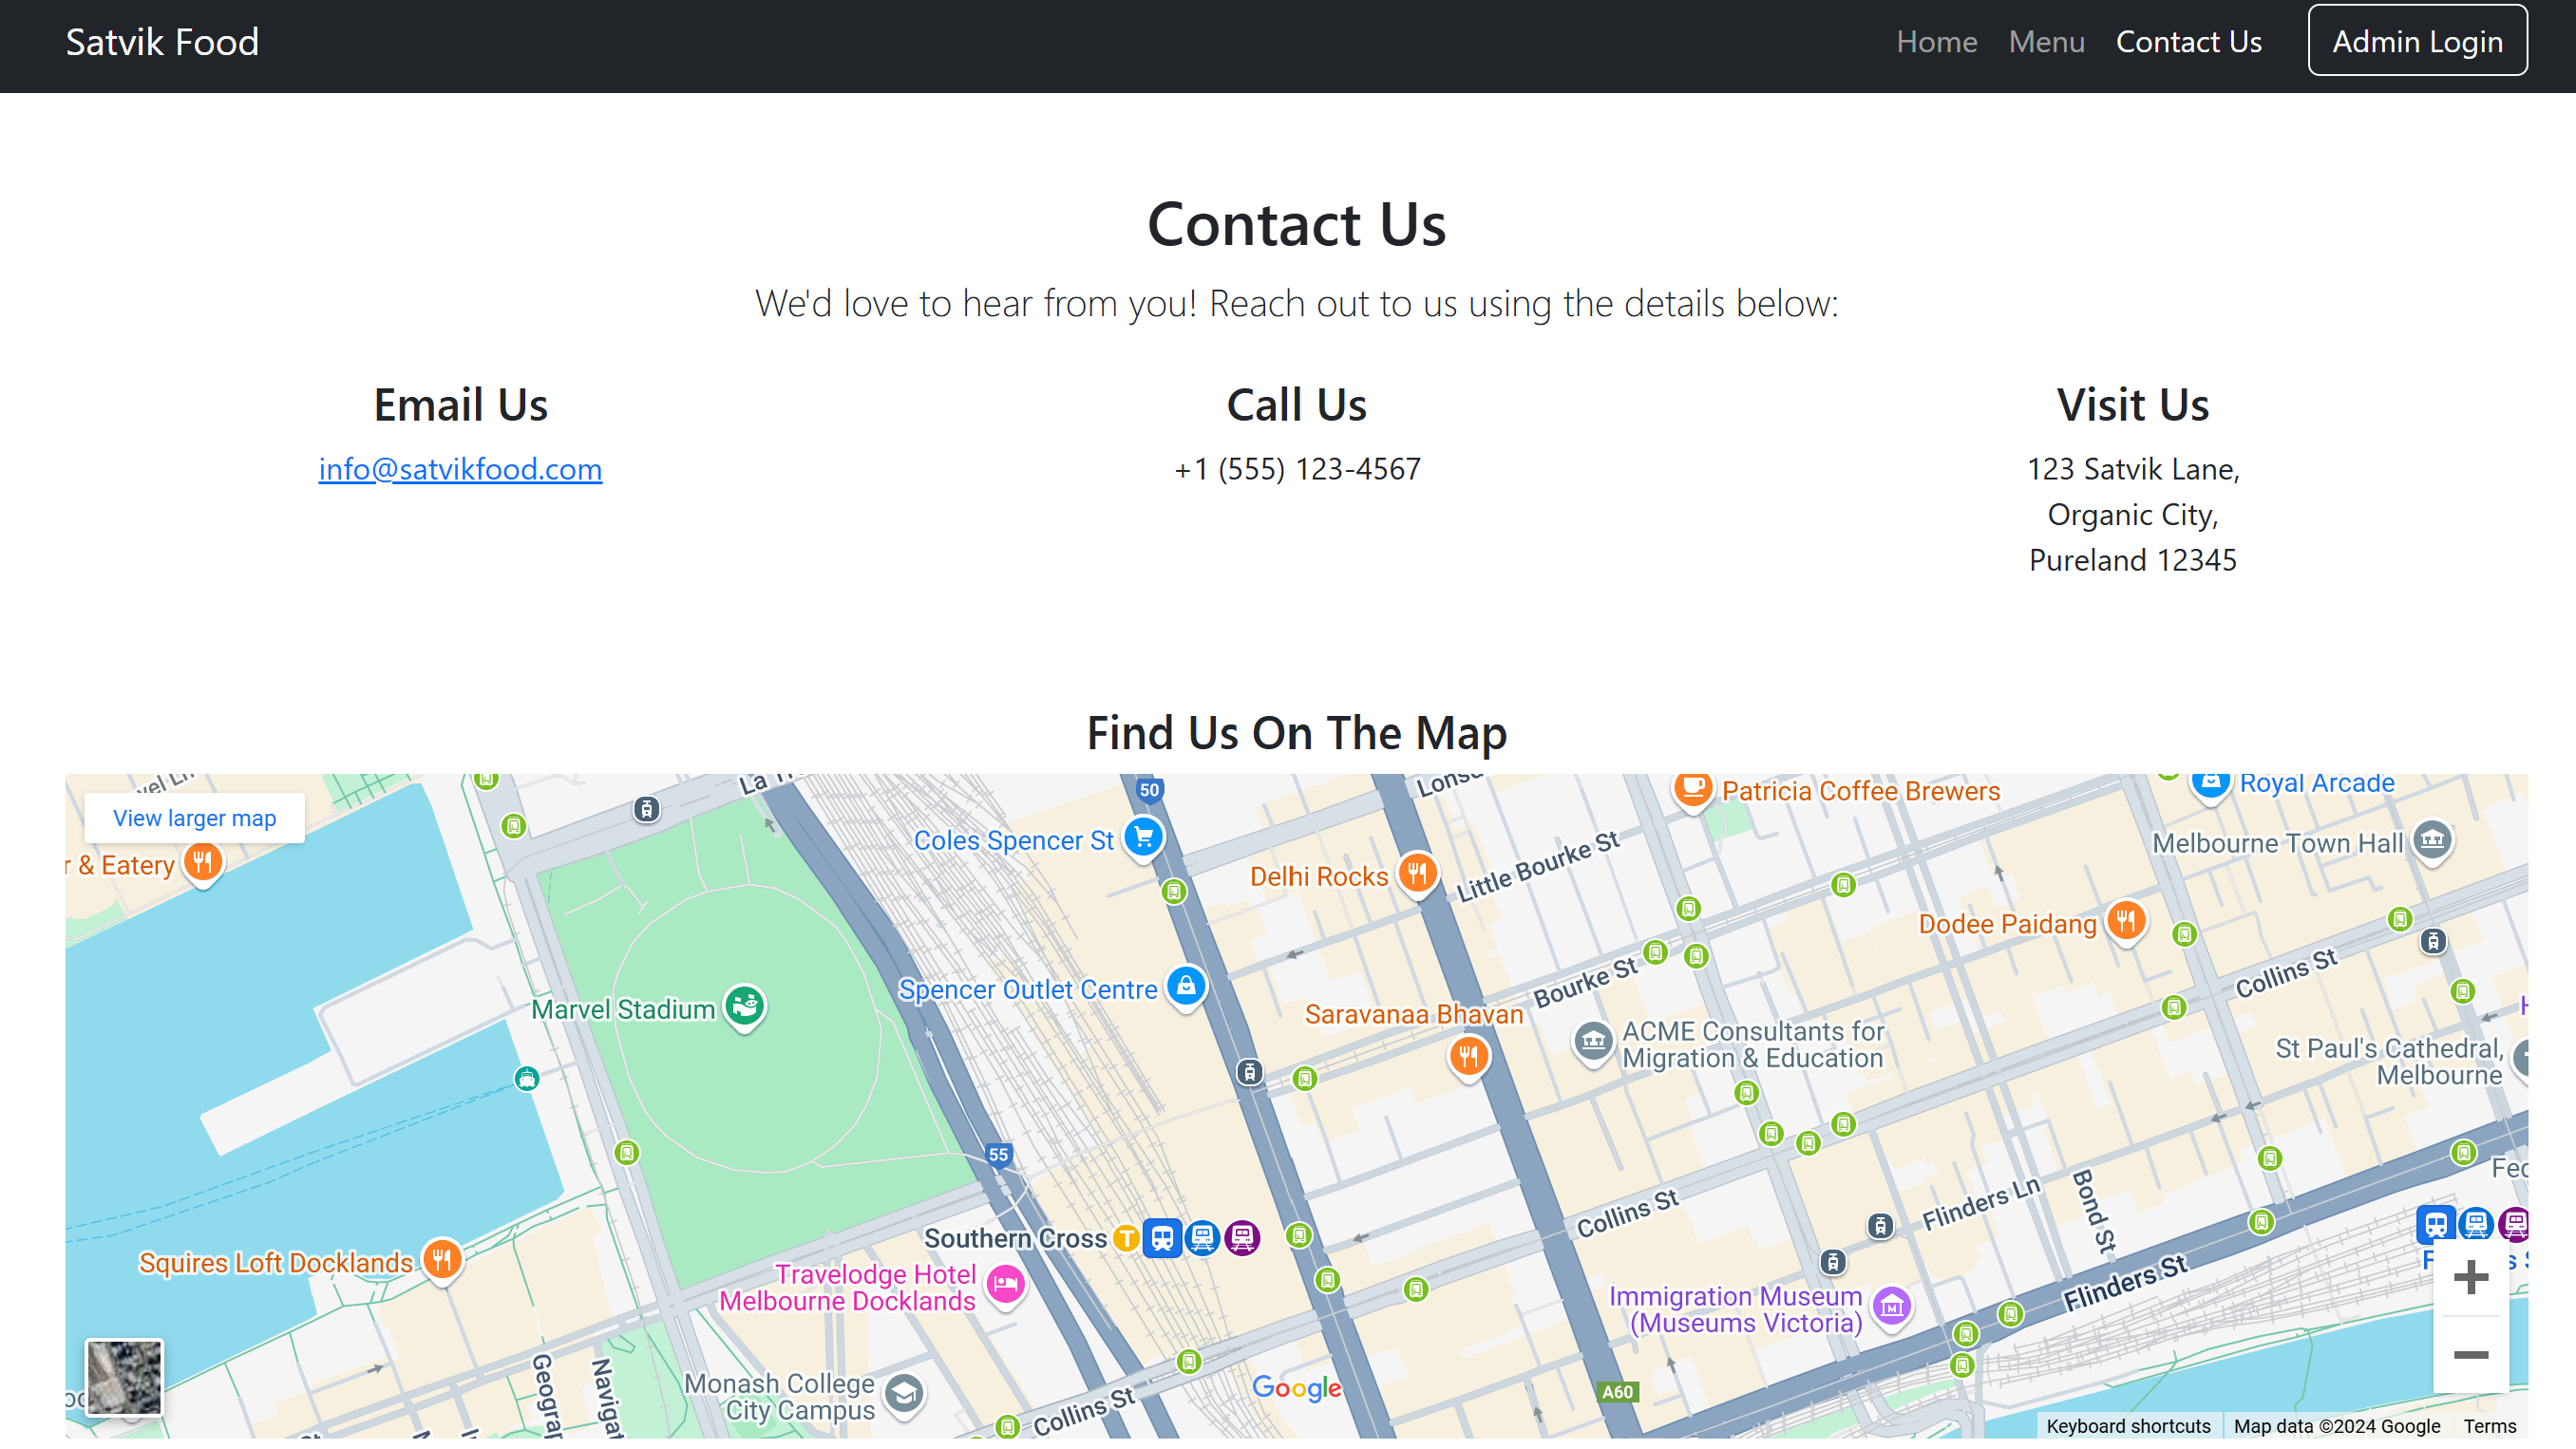 Satvik Food
Home
Menu
Contact Us
Admin Login
Contact Us
We'd love to hear from you! Reach out to us using the details below:
Email Us
info@satvikfood.com
Call Us
+1 (555) 123-4567
Visit Us
123 Satvik Lane,
Organic City,
Pureland 12345
Find Us On The Map
View larger map
& Eatery
La
50
Coles Spencer St
Delhi Rocks
Little Bourke St
Patricia Coffee Brewers
Royal Arcade
Melbourne Town Hall
Dodee Paidang
Collins St
Marvel Stadium
Spencer Outlet Centre
Bourke St
Saravanaa Bhavan
ACME Consultants for
Migration & Education
St Paul's Cathedral,
Melbourne
55
Southern Cross
T
Collins St
Flinders Ln
Bond St
Flinders St
Squires Loft Docklands
Travelodge Hotel
Melbourne Docklands
Immigration Museum
(Museums Victoria)
M
Monash College
City Campus
Collins St
Google
A60
Keyboard shortcuts
Map data ©2024 Google
Terms